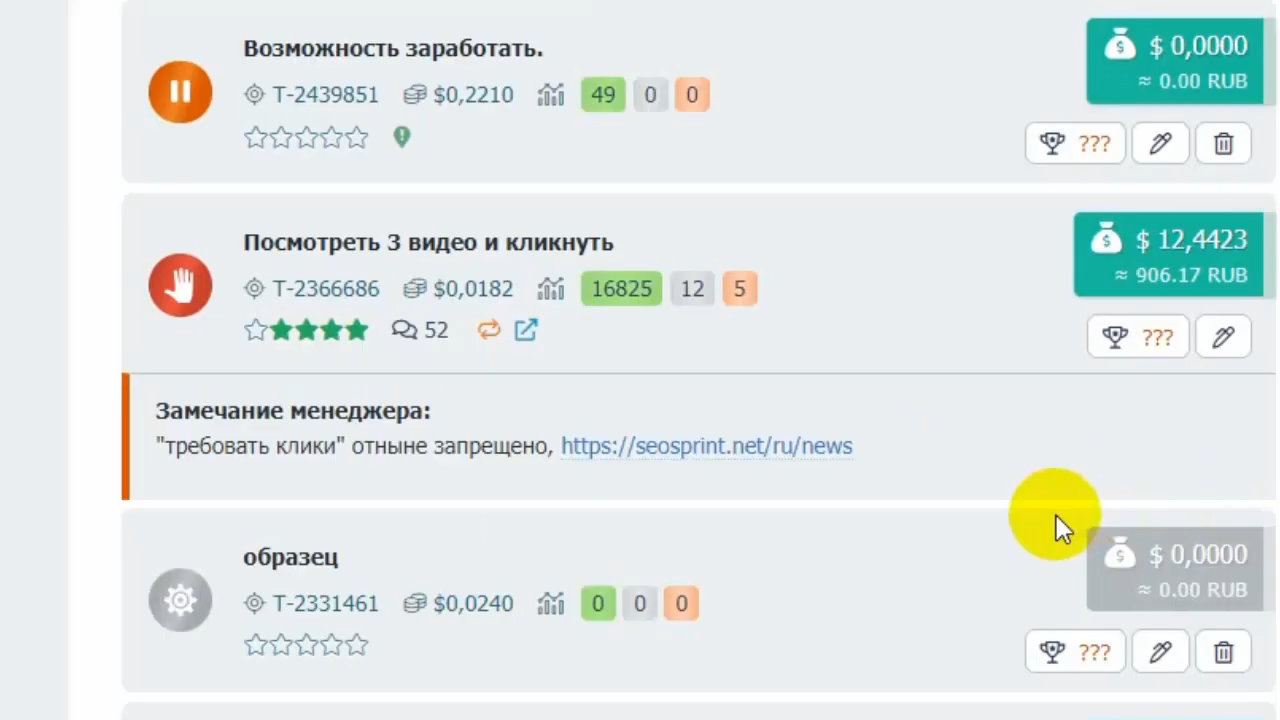 Возможность заработать.
$ 0,0000
T-2439851 $0,2210 49 0 0
≈ 0.00 RUB
???
Посмотреть 3 видео и кликнуть
$ 12,4423
T-2366686 $0,0182 16825 12 5
≈ 906.17 RUB
52
???
Замечание менеджера:
"требовать клики" отныне запрещено, https://seosprint.net/ru/news
образец
$ 0,0000
T-2331461 $0,0240 0 0 0
≈ 0.00 RUB
???